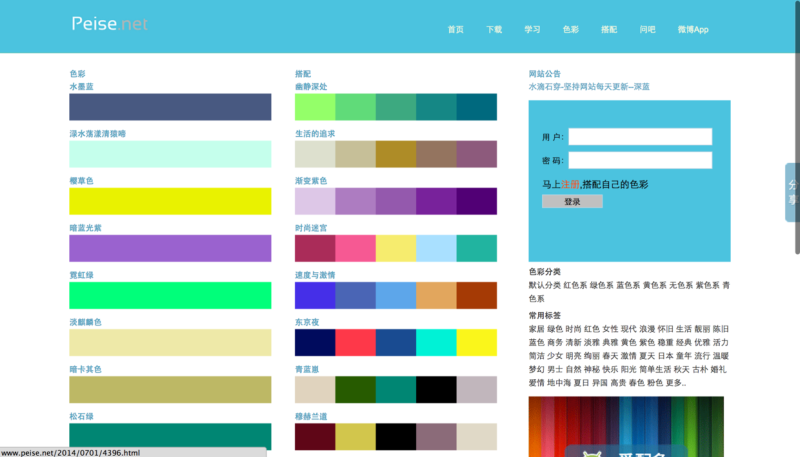 Peise.net
首页 下载 学习 色彩 搭配 问吧 微博App
色彩
水墨蓝
渌水荡漾清猿啼
樱草色
暗蓝光紫
霓虹绿
淡麒麟色
暗卡其色
松石绿
搭配
幽静深处
生活的追求
渐变紫色
时尚迷宫
速度与激情
东京夜
青蓝崽
穆赫兰道
网站公告
水滴石穿-坚持网站每天更新--深蓝
用 户:
密 码:
马上注册,搭配自己的色彩
登录
色彩分类
默认分类 红色系 绿色系 蓝色系 黄色系 无色系 紫色系 青
色系
常用标签
家居 绿色 时尚 红色 女性 现代 浪漫 怀旧 生活 靓丽 陈旧
蓝色 商务 清新 淡雅 典雅 黄色 紫色 稳重 经典 优雅 活力
简洁 少女 明亮 绚丽 春天 激情 夏天 日本 童年 流行 温暖
梦幻 男士 自然 神秘 快乐 阳光 简单生活 秋天 古朴 婚礼
爱情 地中海 夏日 异国 高贵 春色 粉色 更多..
分
享
www.peise.net/2014/0701/4396.html